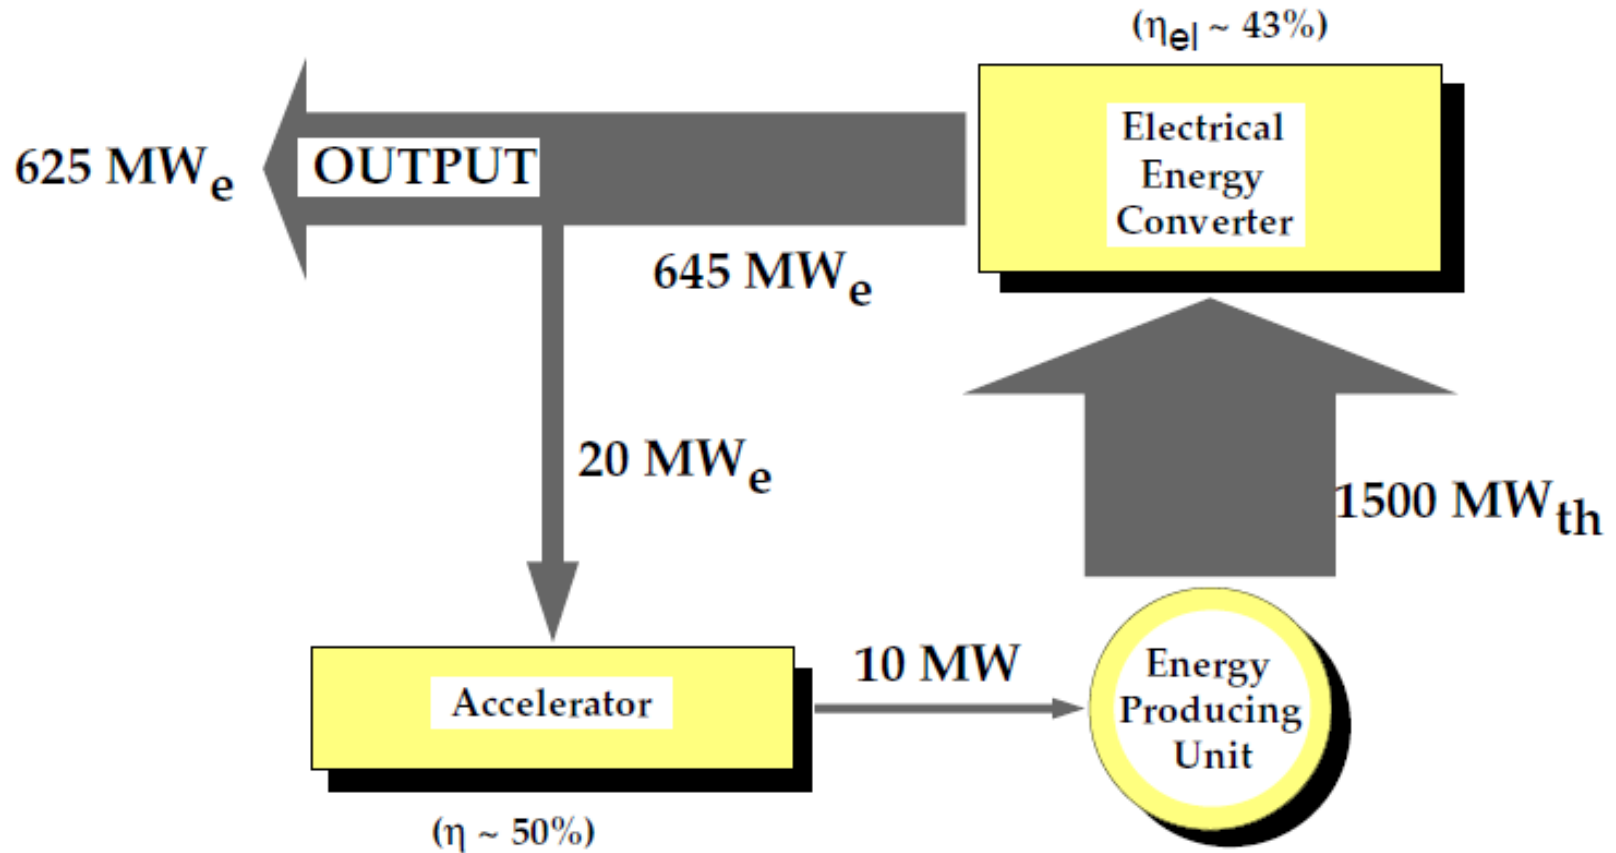 (ηel ~ 43%)
Electrical
Energy
Converter
OUTPUT
625 MWe
645 MWe
20 MWe
1500 MWth
Accelerator
(η ~ 50%)
10 MW
Energy
Producing
Unit